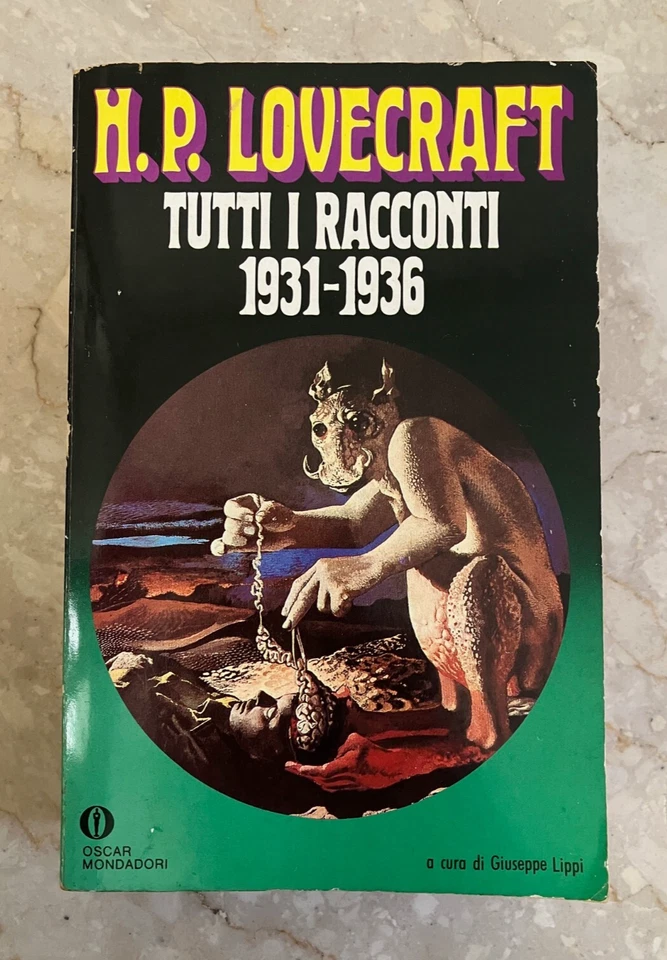 H.P. LOVECRAFT
TUTTI I RACCONTI
1931-1936
OSCAR
MONDADORI
a cura di Giuseppe Lippi